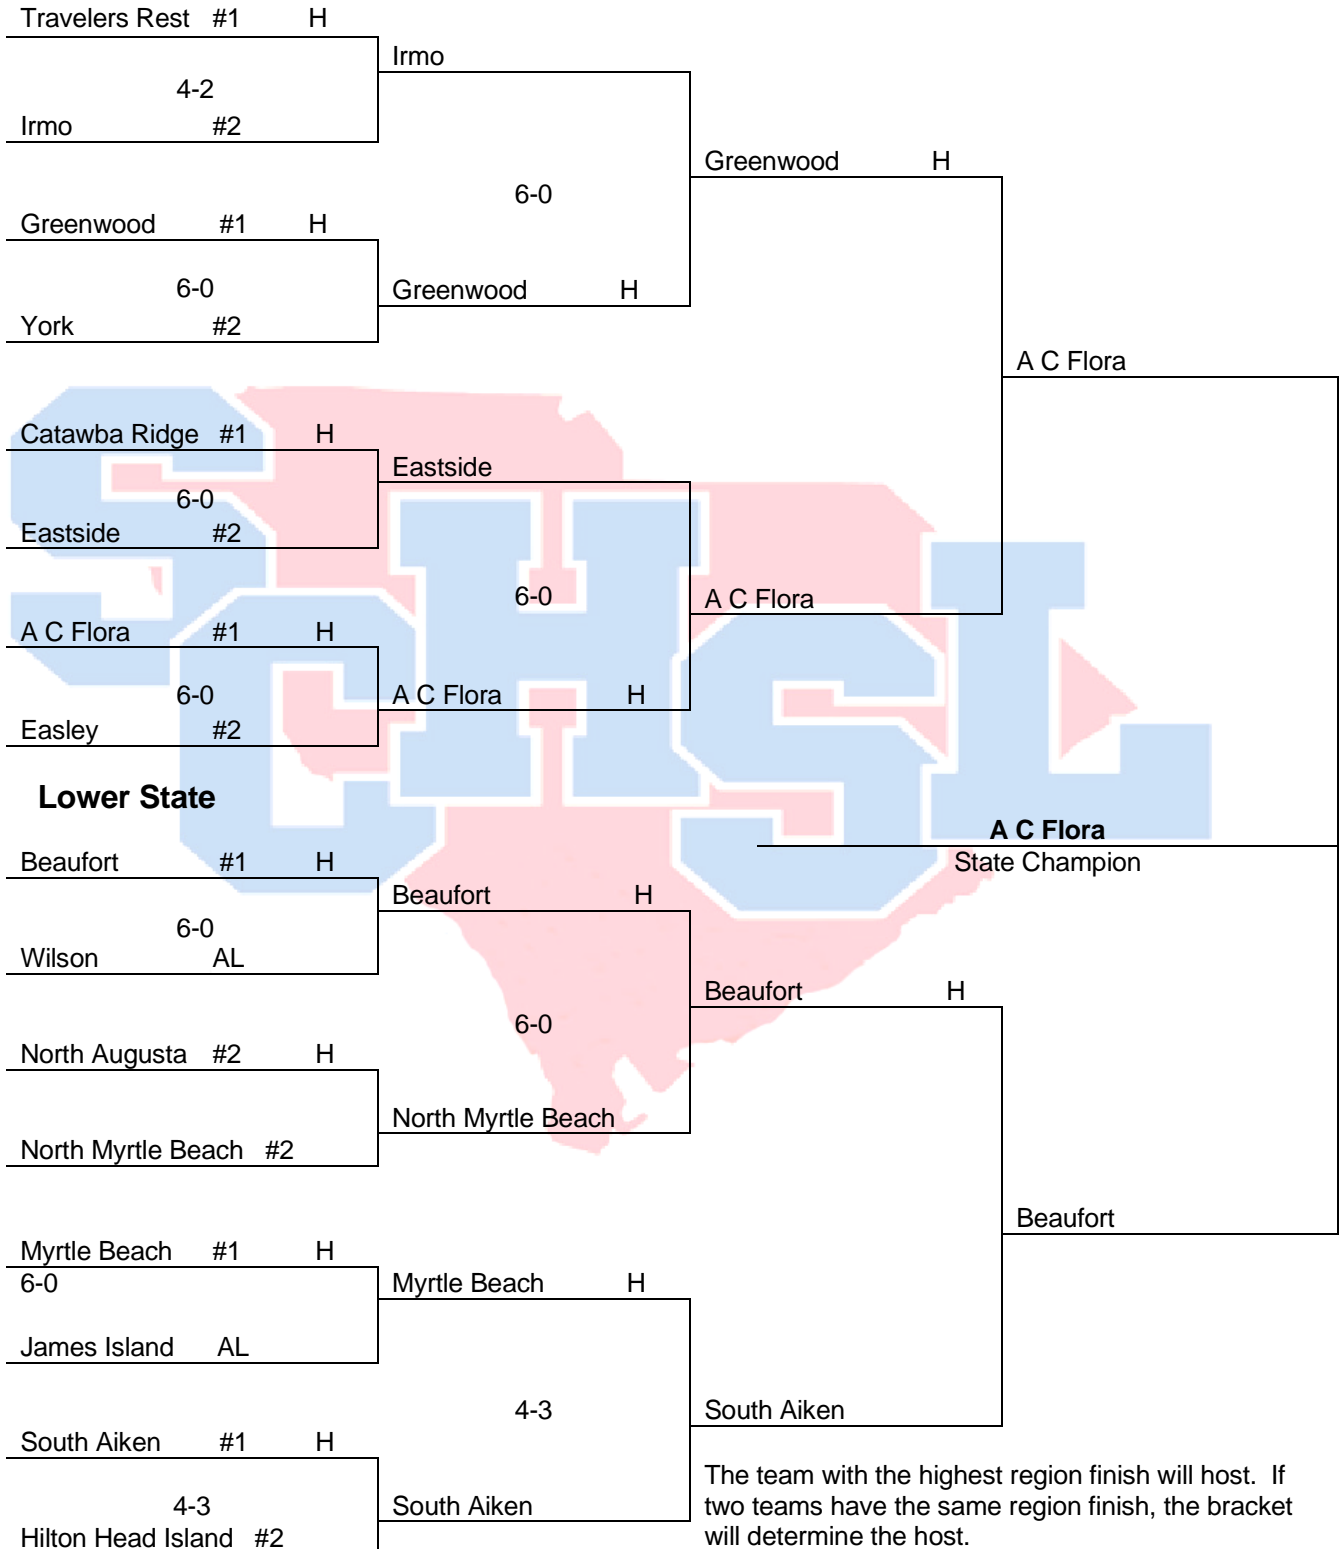 Travelers Rest #1 H
Irmo
4-2
Irmo #2
Greenwood H
6-0
Greenwood #1 H
6-0
Greenwood H
York #2
A C Flora
Catawba Ridge #1 H
Eastside
6-0
Eastside #2
6-0
A C Flora
A C Flora #1 H
6-0
A C Flora H
Easley #2
Lower State
A C Flora
State Champion
Beaufort #1 H
Beaufort H
6-0
Wilson AL
Beaufort H
6-0
North Augusta #2 H
North Myrtle Beach
North Myrtle Beach #2
Beaufort
Myrtle Beach #1 H
6-0
Myrtle Beach H
James Island AL
4-3
South Aiken
South Aiken #1 H
4-3
South Aiken
Hilton Head Island #2
The team with the highest region finish will host. If
two teams have the same region finish, the bracket
will determine the host.
SCHSL